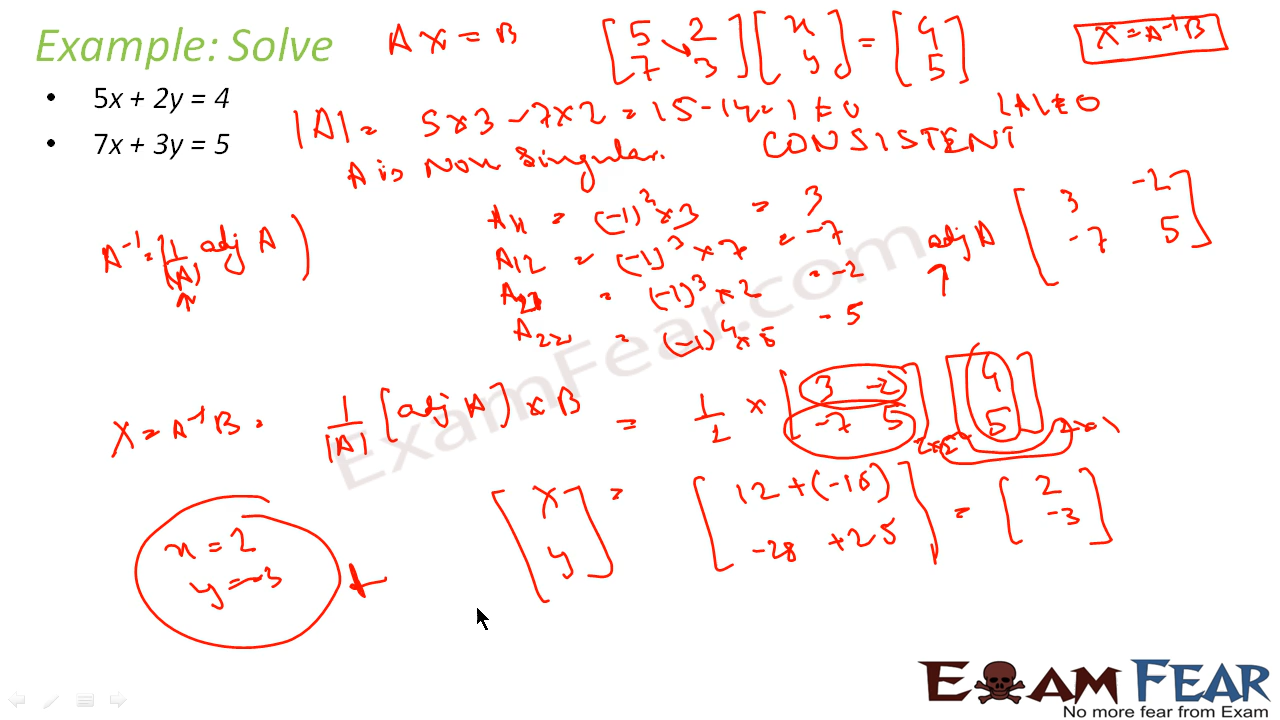 Example: Solve
AX = B [5 2 7 3] [x y] = [4 5]
X = A⁻¹B
• 5x + 2y = 4
• 7x + 3y = 5
|A| = 5×3 - 7×2 = 15-14=1 ≠0
|A| ≠ 0
A is Non Singular.
CONSISTENT
A⁻¹ = 1/|A| adj A
A11 = (-1)²×3 = 3
A12 = (-1)³×7 = -7
A21 = (-1)³×2 = -2
A22 = (-1)⁴×5 = 5
adj A [3 -2 -7 5]
X = A⁻¹B = 1/|A| [adj A] × B = 1/1 × [3 -2 -7 5] 2×2 [4 5] 2×1
[x y] = [12+(-10) -28+25] = [2 -3]
x = 2
y = -3
ExamFear.com
EXAM FEAR
No more fear from Exam